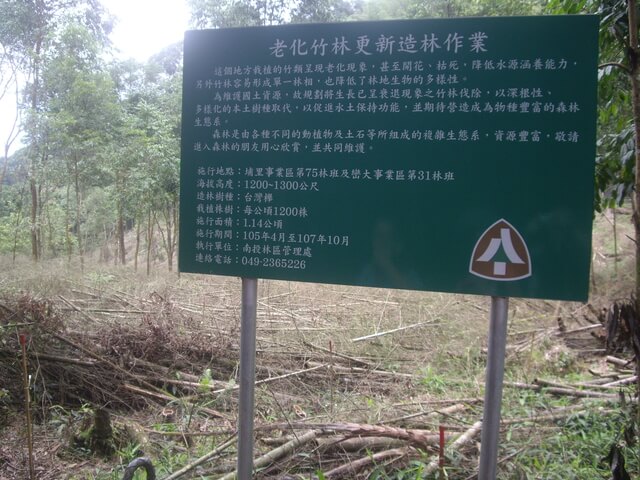 老化竹林更新造林作業
這個地方栽植的竹類呈現老化現象，甚至開花、枯死，降低水源涵養能力，
另外竹林容易形成單一林相，也降低了林地生物的多樣性。
為維護國土資源，故規劃將生長已呈衰退現象之竹林伐除，以深根性、
多樣化的本土樹種取代，以促進水土保持功能，並期待營造成為物種豐富的森林
生態系。
森林是由各種不同的動植物及土石等所組成的複雜生態系，資源豐富，敬請
進入森林的朋友用心欣賞，並共同維護。
施行地點：埔里事業區第75林班及巒大事業區第31林班
海拔高度：1200~1300公尺
造林樹種：台灣櫸
栽植株樹：每公頃1200株
施行面積：1.14公頃
施行期間：105年4月至107年10月
執行單位：南投林區管理處
連絡電話：049-2365226